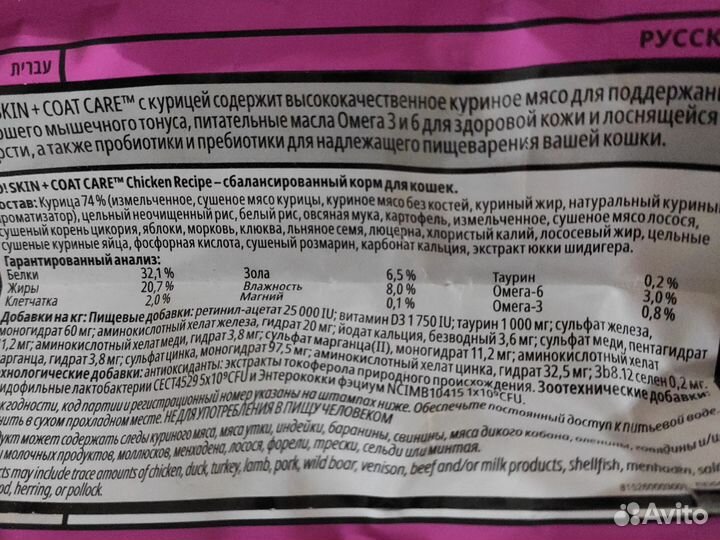 עברית
РУССК
SKIN + COAT CARE™ с курицей содержит высококачественное куриное мясо для поддержан
ошего мышечного тонуса, питательные масла Омега 3 и 6 для здоровой кожи и лоснящейся
рсти, а также пробиотики и пребиотики для надлежащего пищеварения вашей кошки.
O! SKIN + COAT CARE™ Chicken Recipe – сбалансированный корм для кошек.
остав: Курица 74 % (измельченное, сушеное мясо курицы, куриное мясо без костей, куриный жир, натуральный куриный
ароматизатор), цельный неочищенный рис, белый рис, овсяная мука, картофель, измельченное, сушеное мясо лосося,
сушеный корень цикория, яблоки, морковь, клюква, льняное семя, люцерна, хлористый калий, лососевый жир, цельные
сушеные куриные яйца, фосфорная кислота, сушеный розмарин, карбонат кальция, экстракт юкки шидигера.
Гарантированный анализ:
Белки 32,1 % Зола 6,5 % Таурин 0,2 %
Жиры 20,7 % Влажность 8,0 % Омега-6 3,0 %
Клетчатка 2,0 % Магний 0,1 % Омега-3 0,8 %
Добавки на кг: Пищевые добавки: ретинил-ацетат 25 000 IU; витамин D3 1 750 IU; таурин 1 000 мг; сульфат железа,
моногидрат 60 мг; аминокислотный хелат железа, гидрат 20 мг; йодат кальция, безводный 3,6 мг; сульфат меди, пентагидрат
11,2 мг; аминокислотный хелат меди, гидрат 3,8 мг; сульфат марганца(II), моногидрат 11,2 мг; аминокислотный хелат
марганца, гидрат 3,8 мг; сульфат цинка, моногидрат 97,5 мг; аминокислотный хелат цинка, гидрат 32,5 мг; 3b8.12 селен 0,2 мг.
ехнологические добавки: антиоксиданты: экстракты токоферола природного происхождения. Зоотехнические добавки:
идофильные лактобактерии CECT4529 5x10⁹CFU и Энтерококки фэциум NCIMB10415 1x10⁹CFU.
к годности, код партии и регистрационный номер указаны на штампах ниже. Обеспечьте постоянный доступ к питьевой воде.
нить в сухом прохладном месте. НЕ ДЛЯ УПОТРЕБЛЕНИЯ В ПИЩУ ЧЕЛОВЕКОМ
дукт может содержать следы куриного мяса, мяса утки, индейки, баранины, свинины, мяса дикого кабана, оленины, говядины и/и
и молочных продуктов, моллюсков, менхадена, лосося, форели, трески, сельди или минтая.
cts may include trace amounts of chicken, duck, turkey, lamb, pork, wild boar, venison, beef and/or milk products, shellfish, menhaden, sal
od, herring, or pollock.
Avito